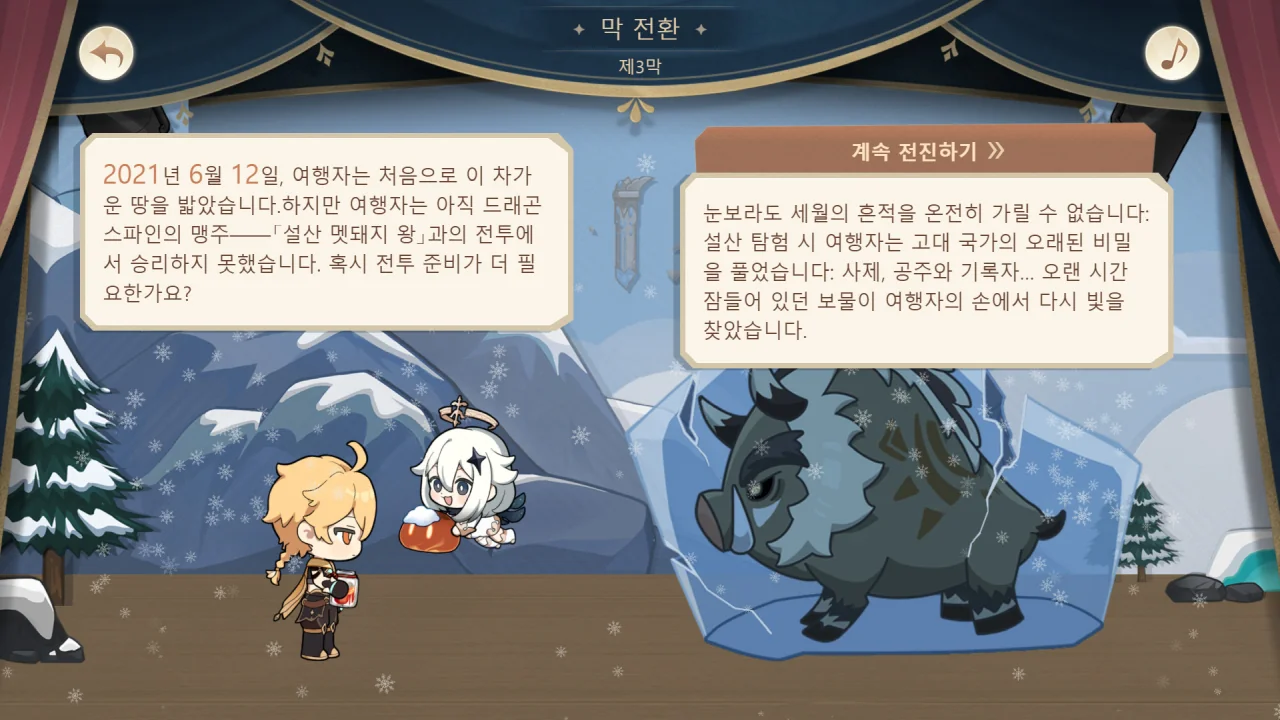 막 전환
제3막
2021년 6월 12일, 여행자는 처음으로 이 차가
운 땅을 밟았습니다.하지만 여행자는 아직 드래곤
스파인의 맹주——「설산 멧돼지 왕」과의 전투에
서 승리하지 못했습니다. 혹시 전투 준비가 더 필
요한가요?
계속 전진하기
눈보라도 세월의 흔적을 온전히 가릴 수 없습니다:
설산 탐험 시 여행자는 고대 국가의 오래된 비밀
을 풀었습니다: 사제, 공주와 기록자... 오랜 시간
잠들어 있던 보물이 여행자의 손에서 다시 빛을
찾았습니다.